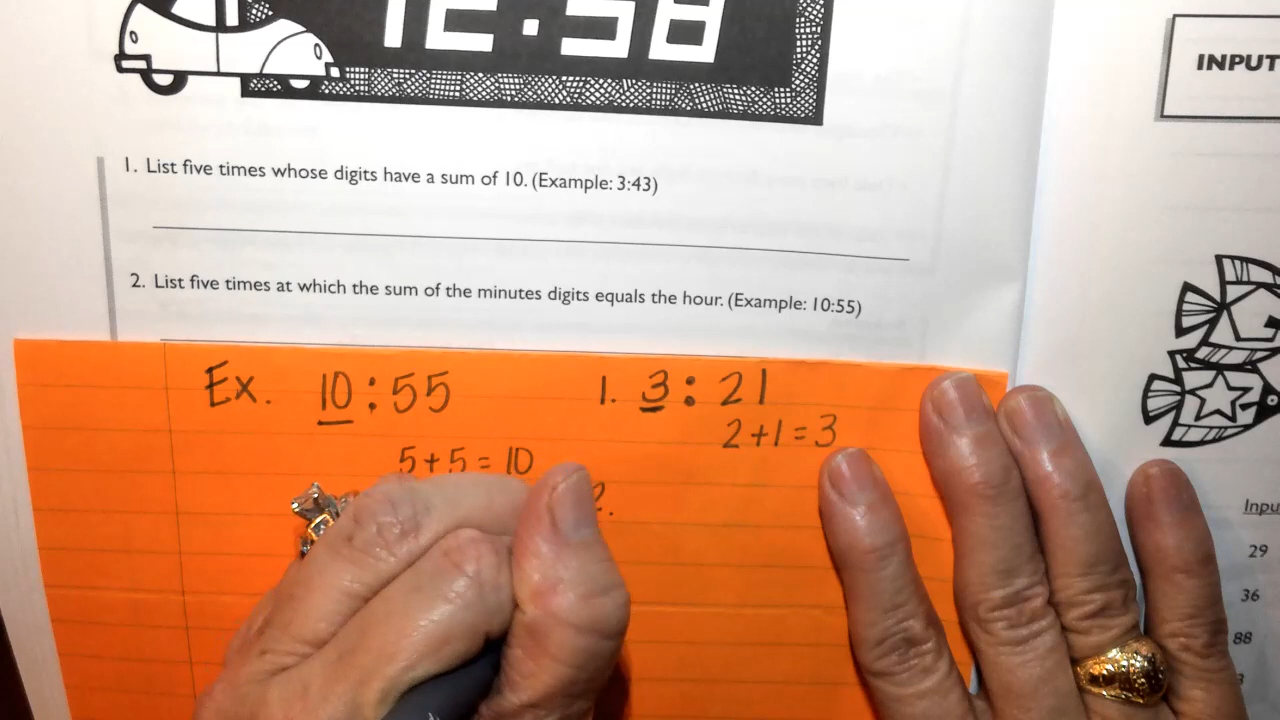 12:58
INPUT
1. List five times whose digits have a sum of 10. (Example: 3:43)
2. List five times at which the sum of the minutes digits equals the hour. (Example: 10:55)
Ex. 10:55
5+5=10
1. 3:21
2+1=3
2.
29
36
88